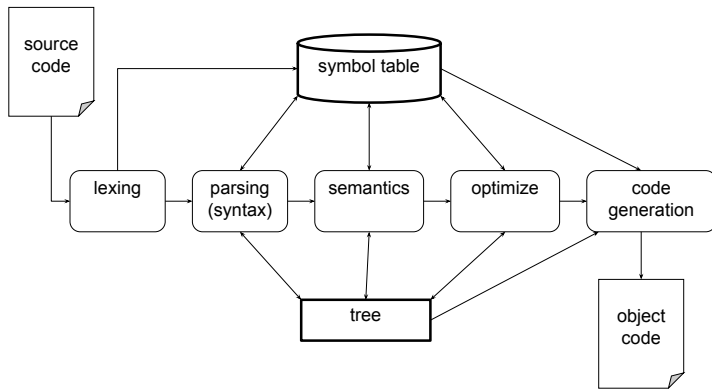 source
code
symbol table
lexing
parsing
(syntax)
semantics
optimize
code
generation
tree
object
code